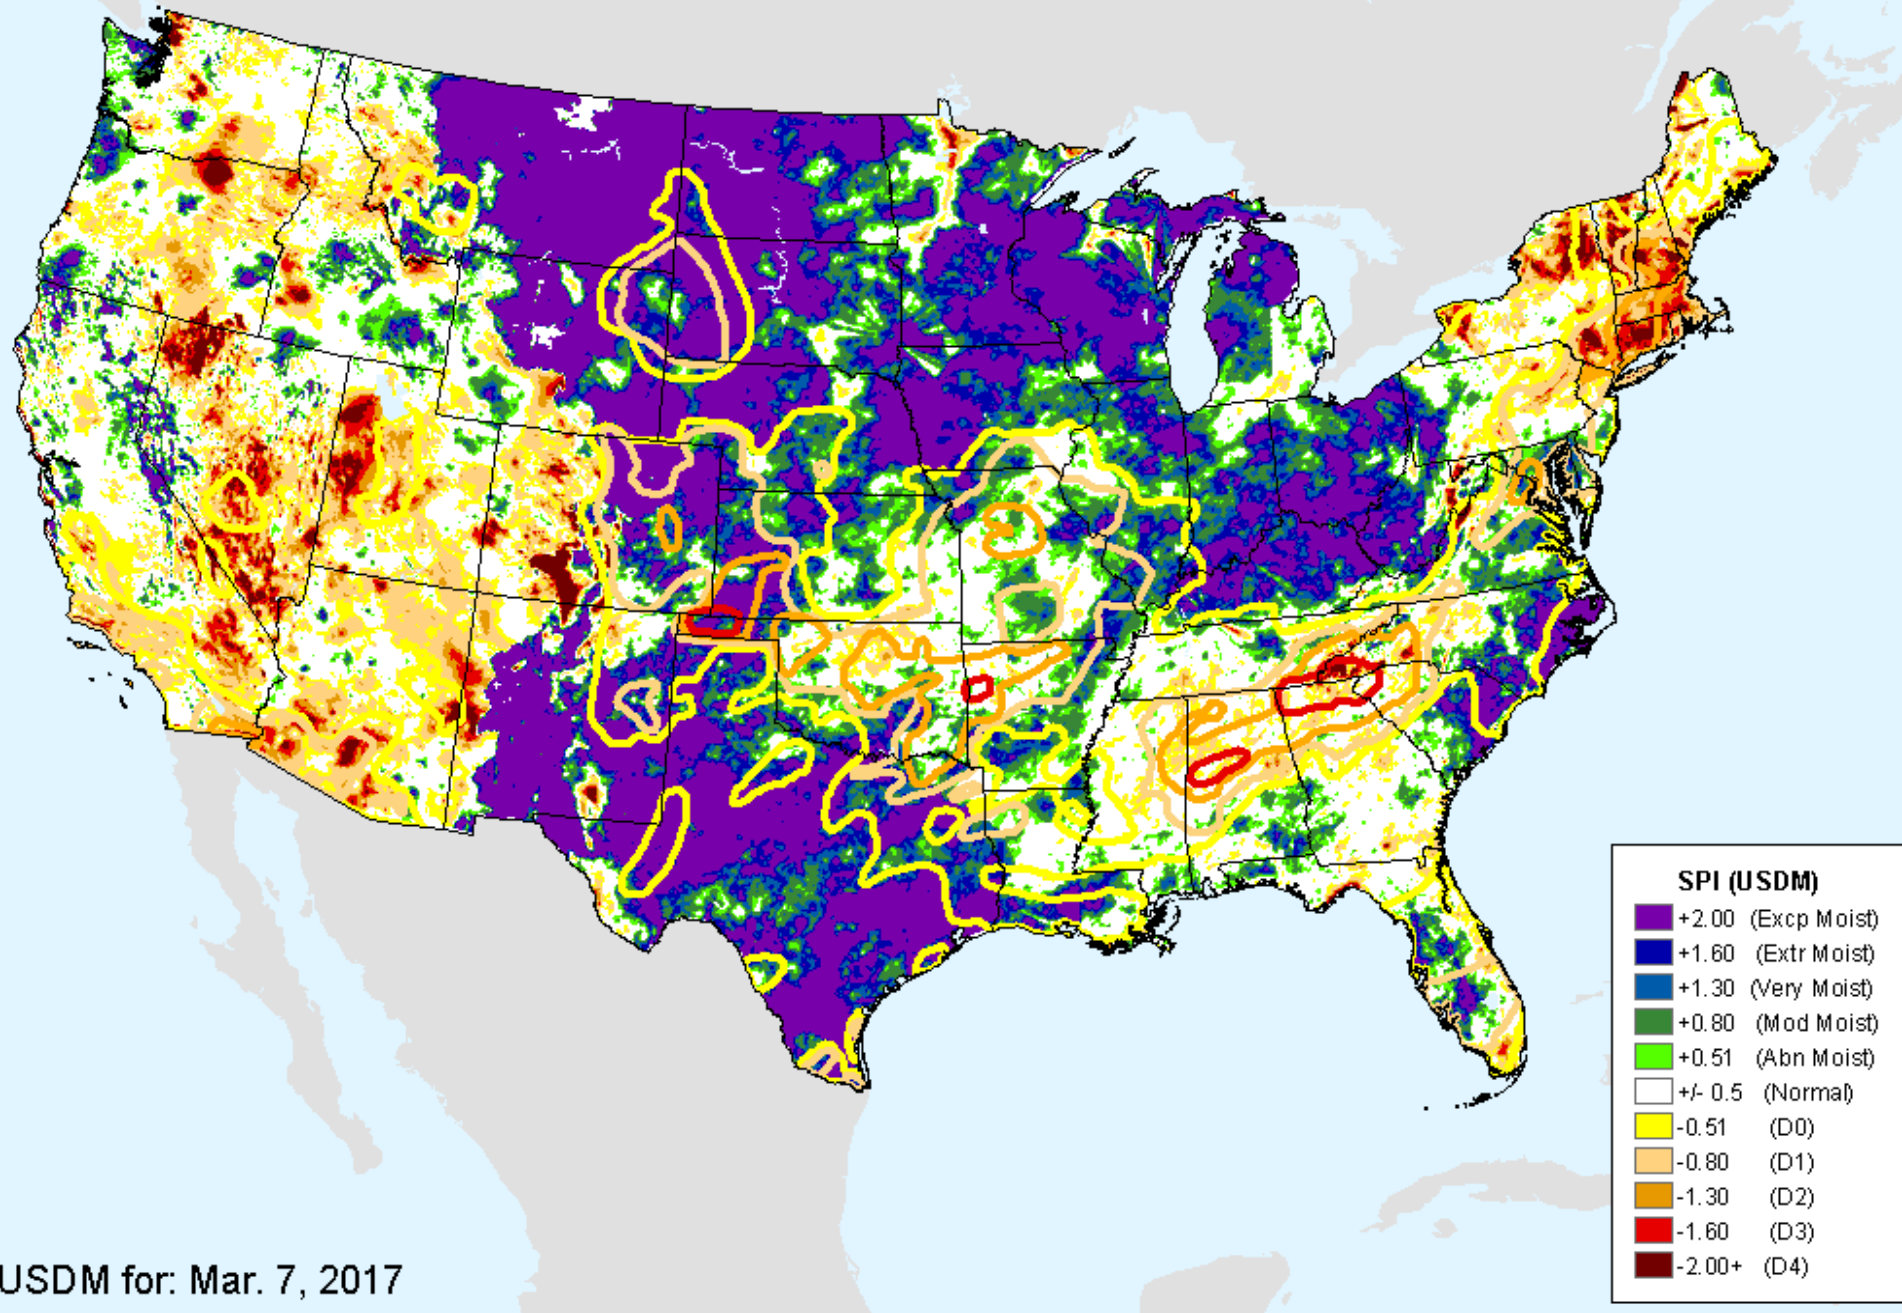 SPI (USDM)
+2.00 (Excp Moist)
+1.60 (Extr Moist)
+1.30 (Very Moist)
+0.80 (Mod Moist)
+0.51 (Abn Moist)
+/- 0.5 (Normal)
-0.51 (D0)
-0.80 (D1)
-1.30 (D2)
-1.60 (D3)
-2.00+ (D4)
USDM for: Mar. 7, 2017